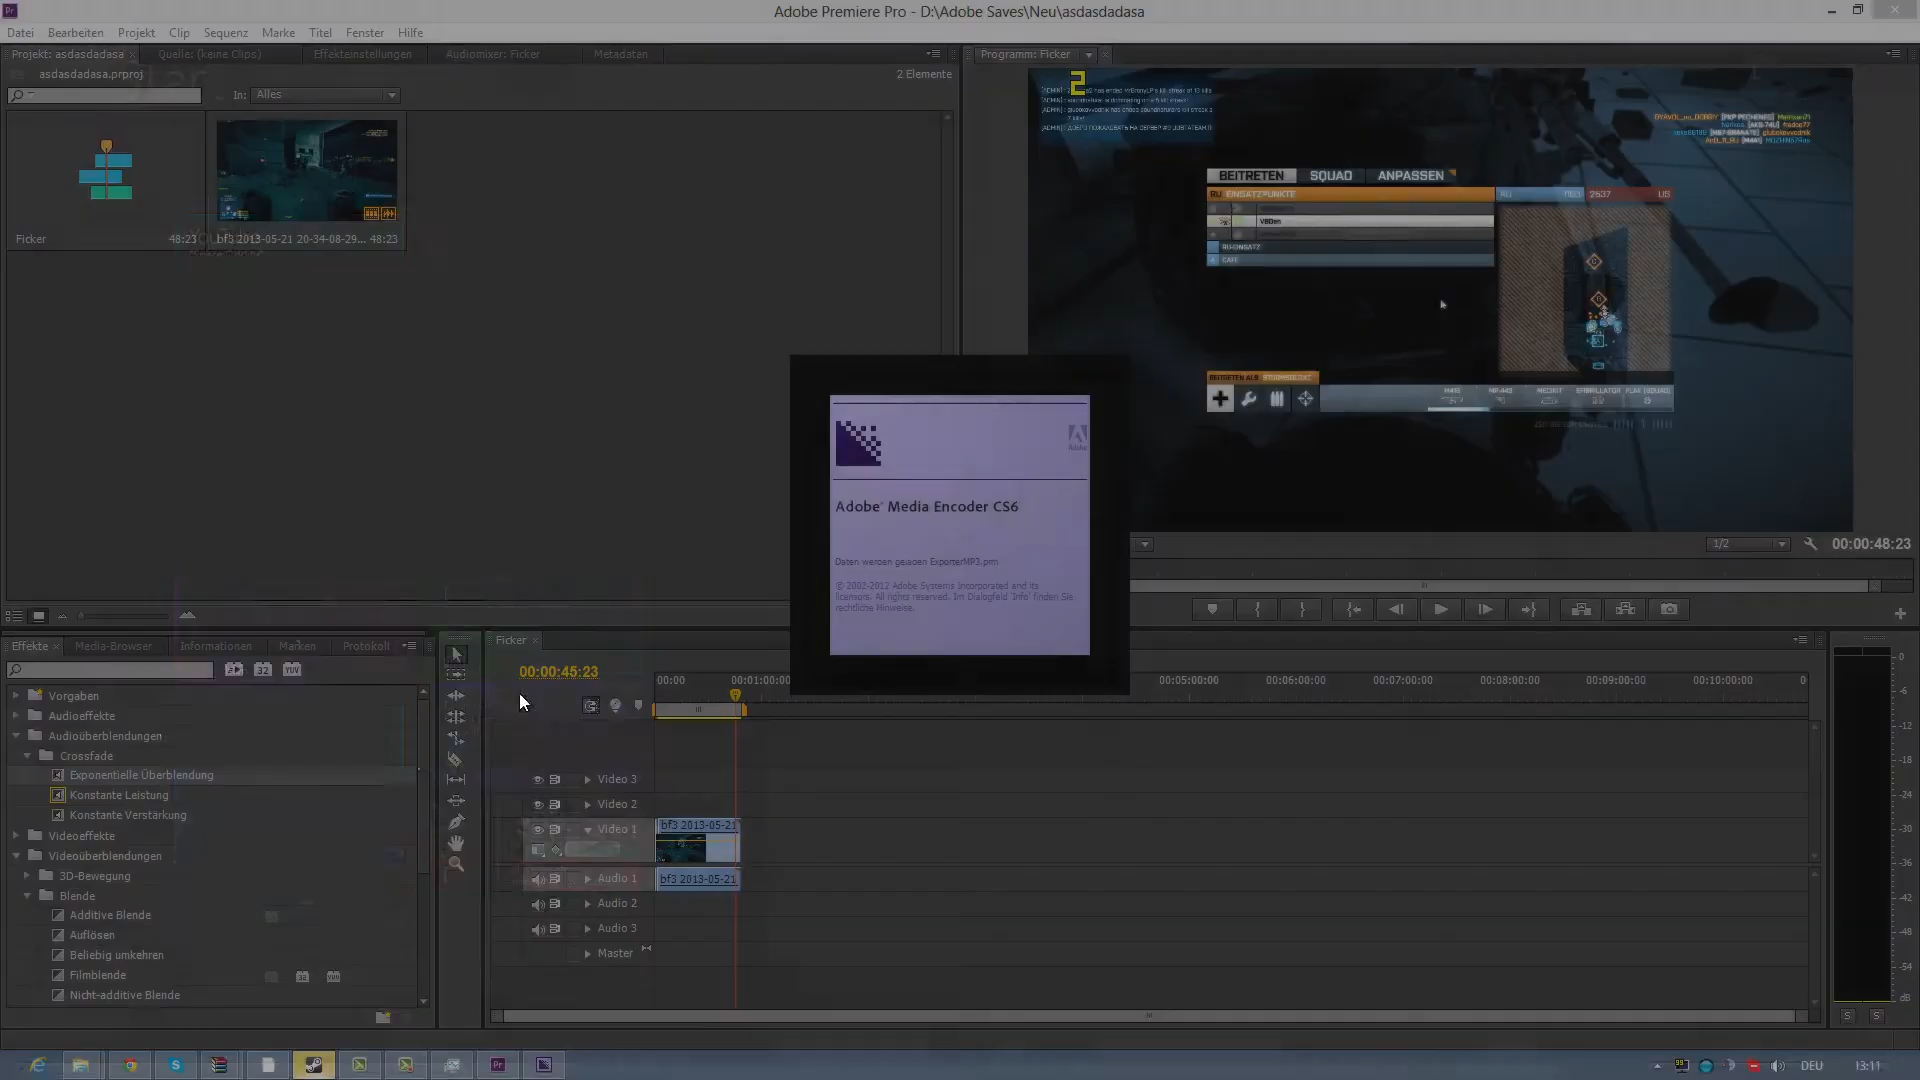 Adobe Premiere Pro - D:\Adobe Saves\Neu\asdasdadasa
Datei Bearbeiten Projekt Clip Sequenz Marke Titel Fenster Hilfe
Projekt: asdasdadasa
Quelle: (keine Clips)
Effekteinstellungen
Audiomixer: Ficker
Metadaten
Programm: Ficker
asdasdadasa.prproj
2 Elemente
In: Alles
Ficker 48:23
bf3 2013-05-21 20-34-08-29... 48:23
2
BEITRETEN SQUAD ANPASSEN
RU EINSATZPUNKTE
VBDen
RU-EINSATZ
CAFE
BEITRETEN ALS
Adobe
Adobe® Media Encoder CS6
Daten werden geladen ExporterMP3.prm
© 2002-2012 Adobe Systems Incorporated and its
licensors. All rights reserved. Im Dialogfeld 'Info' finden Sie
rechtliche Hinweise.
1/2
00:00:48:23
Effekte Media-Browser Informationen Marken Protokoll
Vorgaben
Audioeffekte
Audioüberblendungen
Crossfade
Exponentielle Überblendung
Konstante Leistung
Konstante Verstärkung
Videoeffekte
Videoüberblendungen
3D-Bewegung
Blende
Additive Blende
Auflösen
Beliebig umkehren
Filmblende
Nicht-additive Blende
Ficker
00:00:45:23
00:00 00:01:00:00 00:05:00:00 00:06:00:00 00:07:00:00 00:08:00:00 00:09:00:00 00:10:00:00 0
Video 3
Video 2
Video 1
bf3 2013-05-21
Audio 1
bf3 2013-05-21
Audio 2
Audio 3
Master
0
-6
-12
-18
-24
-30
-36
-42
-48
-54
dB
S S
DEU 13:11